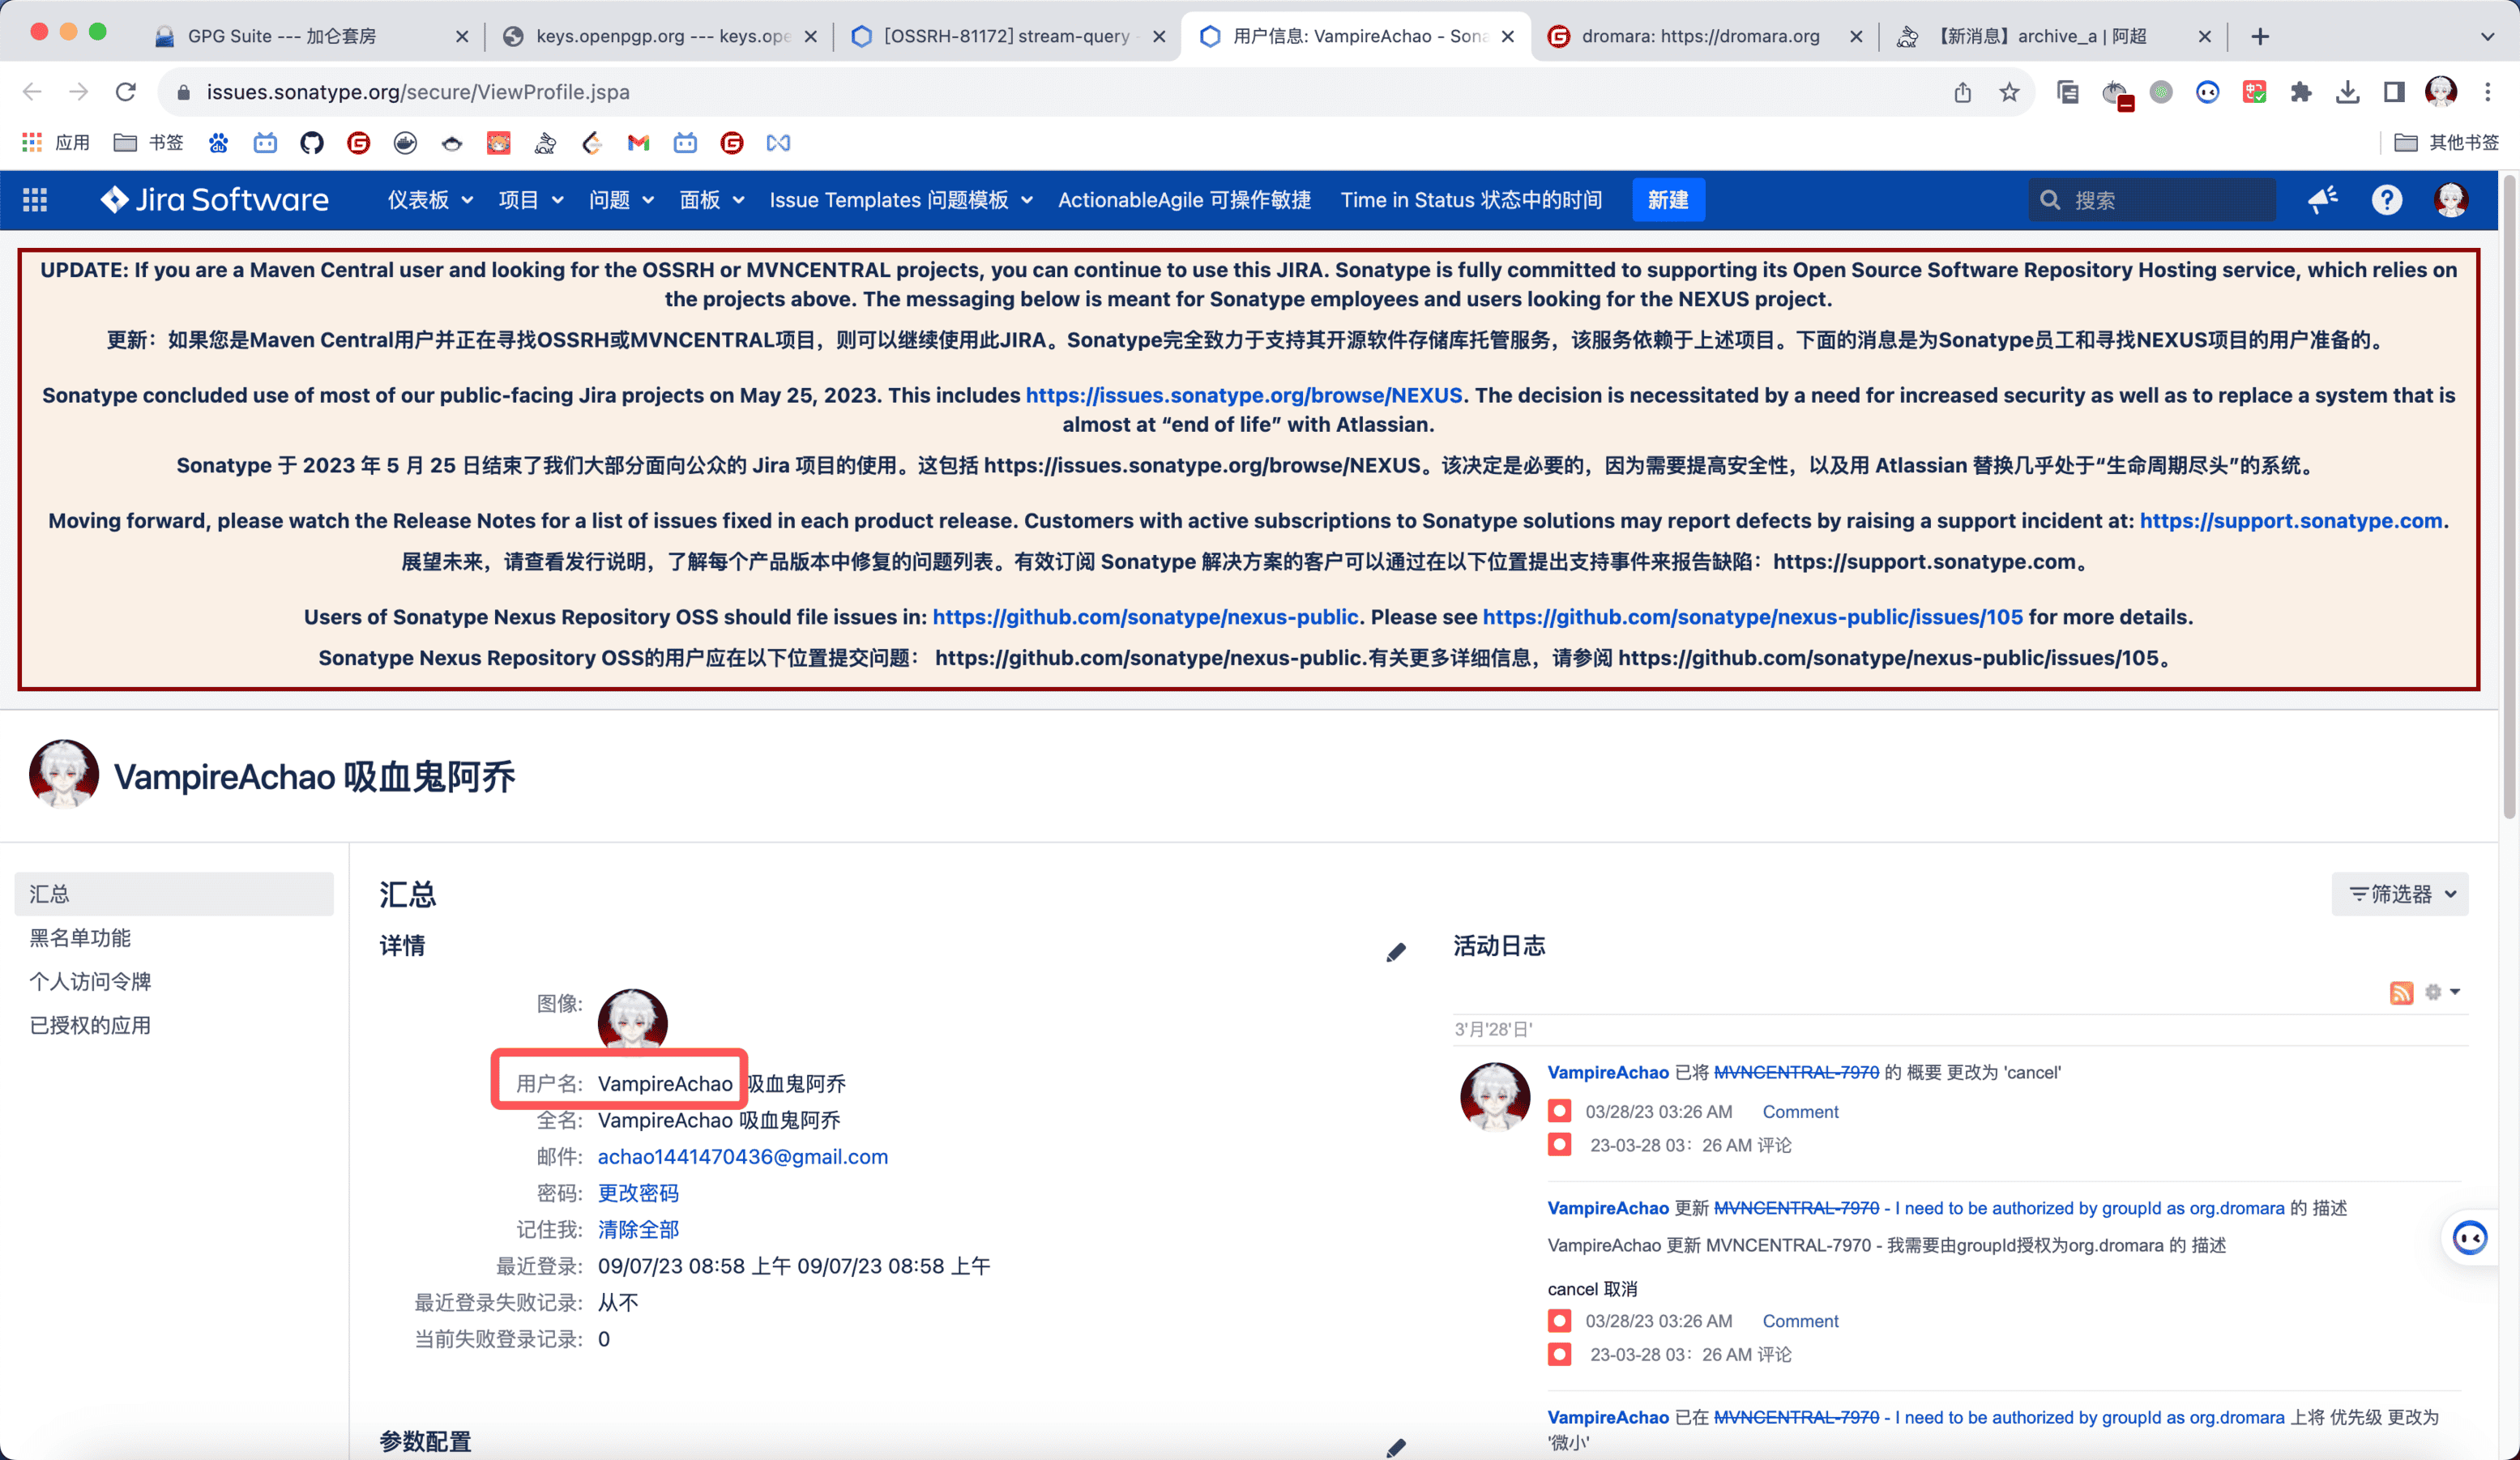 GPG Suite --- 加仑套房
keys.openpgp.org --- keys.ope
[OSSRH-81172] stream-query -
用户信息: VampireAchao - Sona
dromara: https://dromara.org
【新消息】archive_a | 阿超
issues.sonatype.org/secure/ViewProfile.jspa
应用 书签 其他书签
Jira Software 仪表板 项目 问题 面板 Issue Templates 问题模板 ActionableAgile 可操作敏捷 Time in Status 状态中的时间 新建 搜索
UPDATE: If you are a Maven Central user and looking for the OSSRH or MVNCENTRAL projects, you can continue to use this JIRA. Sonatype is fully committed to supporting its Open Source Software Repository Hosting service, which relies on
the projects above. The messaging below is meant for Sonatype employees and users looking for the NEXUS project.
更新：如果您是Maven Central用户并正在寻找OSSRH或MVNCENTRAL项目，则可以继续使用此JIRA。Sonatype完全致力于支持其开源软件存储库托管服务，该服务依赖于上述项目。下面的消息是为Sonatype员工和寻找NEXUS项目的用户准备的。
Sonatype concluded use of most of our public-facing Jira projects on May 25, 2023. This includes https://issues.sonatype.org/browse/NEXUS. The decision is necessitated by a need for increased security as well as to replace a system that is
almost at “end of life” with Atlassian.
Sonatype 于 2023 年 5 月 25 日结束了我们大部分面向公众的 Jira 项目的使用。这包括 https://issues.sonatype.org/browse/NEXUS。该决定是必要的，因为需要提高安全性，以及用 Atlassian 替换几乎处于“生命周期尽头”的系统。
Moving forward, please watch the Release Notes for a list of issues fixed in each product release. Customers with active subscriptions to Sonatype solutions may report defects by raising a support incident at: https://support.sonatype.com.
展望未来，请查看发行说明，了解每个产品版本中修复的问题列表。有效订阅 Sonatype 解决方案的客户可以通过在以下位置提出支持事件来报告缺陷：https://support.sonatype.com。
Users of Sonatype Nexus Repository OSS should file issues in: https://github.com/sonatype/nexus-public. Please see https://github.com/sonatype/nexus-public/issues/105 for more details.
Sonatype Nexus Repository OSS的用户应在以下位置提交问题： https://github.com/sonatype/nexus-public.有关更多详细信息，请参阅 https://github.com/sonatype/nexus-public/issues/105。
VampireAchao 吸血鬼阿乔
汇总
黑名单功能
个人访问令牌
已授权的应用
汇总
筛选器
详情
图像:
用户名: VampireAchao 吸血鬼阿乔
全名: VampireAchao 吸血鬼阿乔
邮件: achao1441470436@gmail.com
密码: 更改密码
记住我: 清除全部
最近登录: 09/07/23 08:58 上午 09/07/23 08:58 上午
最近登录失败记录: 从不
当前失败登录记录: 0
参数配置
活动日志
3'月'28'日'
VampireAchao 已将 MVNCENTRAL-7970 的 概要 更改为 'cancel'
03/28/23 03:26 AM Comment
23-03-28 03：26 AM 评论
VampireAchao 更新 MVNCENTRAL-7970 - I need to be authorized by groupId as org.dromara 的 描述
VampireAchao 更新 MVNCENTRAL-7970 - 我需要由groupId授权为org.dromara 的 描述
cancel 取消
03/28/23 03:26 AM Comment
23-03-28 03：26 AM 评论
VampireAchao 已在 MVNCENTRAL-7970 - I need to be authorized by groupId as org.dromara 上将 优先级 更改为
'微小'